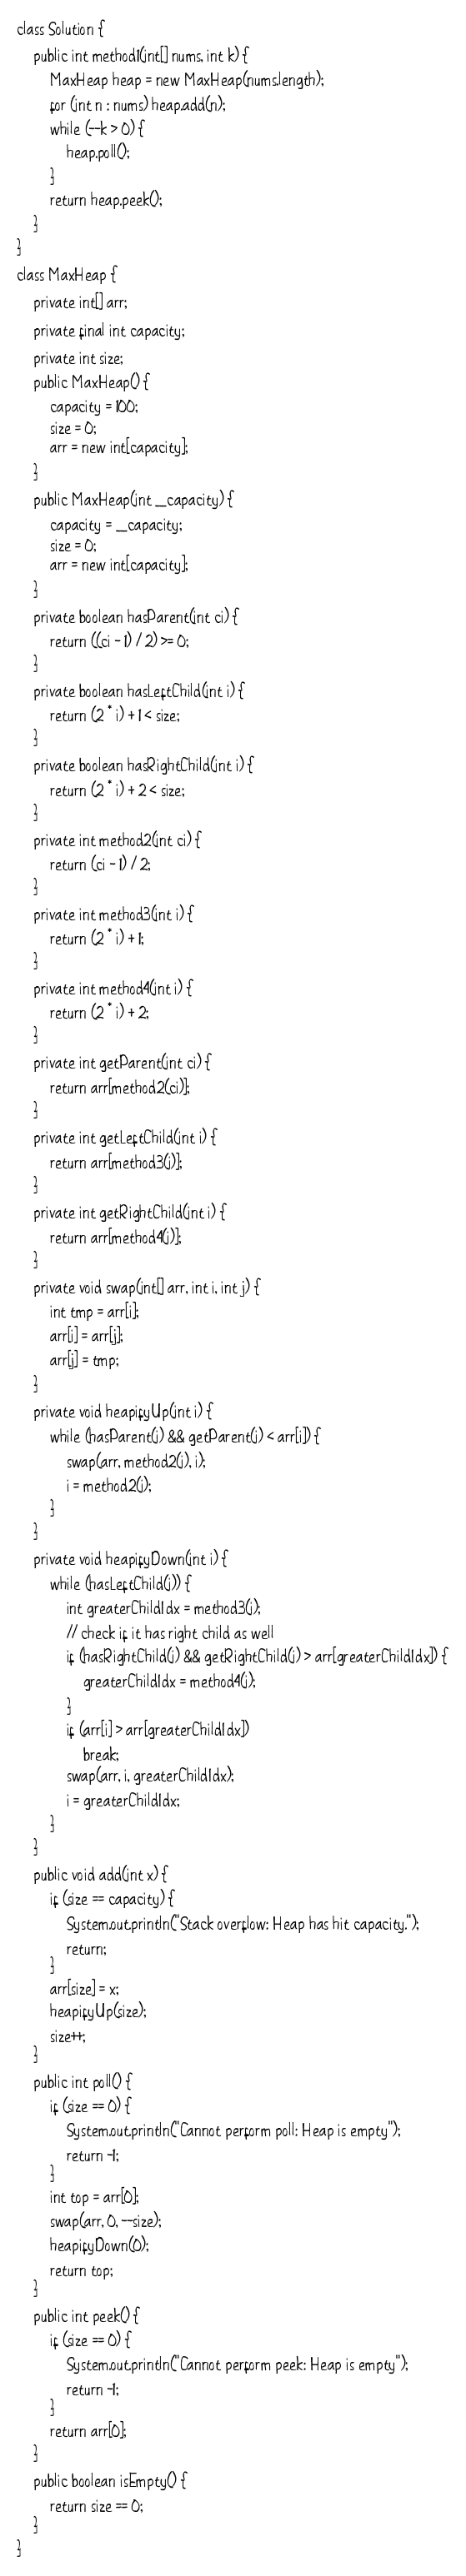 class Solution {
    public int method1(int[] nums, int k) {
        MaxHeap heap = new MaxHeap(nums.length);
        for (int n : nums) heap.add(n);
        while (--k > 0) {
            heap.poll();
        }
        return heap.peek();
    }
}
class MaxHeap {
    private int[] arr;
    private final int capacity;
    private int size;
    public MaxHeap() {
        capacity = 100;
        size = 0;
        arr = new int[capacity];
    }
    public MaxHeap(int __capacity) {
        capacity = __capacity;
        size = 0;
        arr = new int[capacity];
    }
    private boolean hasParent(int ci) {
        return ((ci - 1) / 2) >= 0;
    }
    private boolean hasLeftChild(int i) {
        return (2 * i) + 1 < size;
    }
    private boolean hasRightChild(int i) {
        return (2 * i) + 2 < size;
    }
    private int method2(int ci) {
        return (ci - 1) / 2;
    }
    private int method3(int i) {
        return (2 * i) + 1;
    }
    private int method4(int i) {
        return (2 * i) + 2;
    }
    private int getParent(int ci) {
        return arr[method2(ci)];
    }
    private int getLeftChild(int i) {
        return arr[method3(i)];
    }
    private int getRightChild(int i) {
        return arr[method4(i)];
    }
    private void swap(int[] arr, int i, int j) {
        int tmp = arr[i];
        arr[i] = arr[j];
        arr[j] = tmp;
    }
    private void heapifyUp(int i) {
        while (hasParent(i) && getParent(i) < arr[i]) {
            swap(arr, method2(i), i);
            i = method2(i);
        }
    }
    private void heapifyDown(int i) {
        while (hasLeftChild(i)) {
            int greaterChildIdx = method3(i);
            // check if it has right child as well
            if (hasRightChild(i) && getRightChild(i) > arr[greaterChildIdx]) {
                greaterChildIdx = method4(i);
            }
            if (arr[i] > arr[greaterChildIdx])
                break;
            swap(arr, i, greaterChildIdx);
            i = greaterChildIdx;
        }
    }
    public void add(int x) {
        if (size == capacity) {
            System.out.println("Stack overflow: Heap has hit capacity.");
            return;
        }
        arr[size] = x;
        heapifyUp(size);
        size++;
    }
    public int poll() {
        if (size == 0) {
            System.out.println("Cannot perform poll: Heap is empty");
            return -1;
        }
        int top = arr[0];
        swap(arr, 0, --size);
        heapifyDown(0);
        return top;
    }
    public int peek() {
        if (size == 0) {
            System.out.println("Cannot perform peek: Heap is empty");
            return -1;
        }
        return arr[0];
    }
    public boolean isEmpty() {
        return size == 0;
    }
}